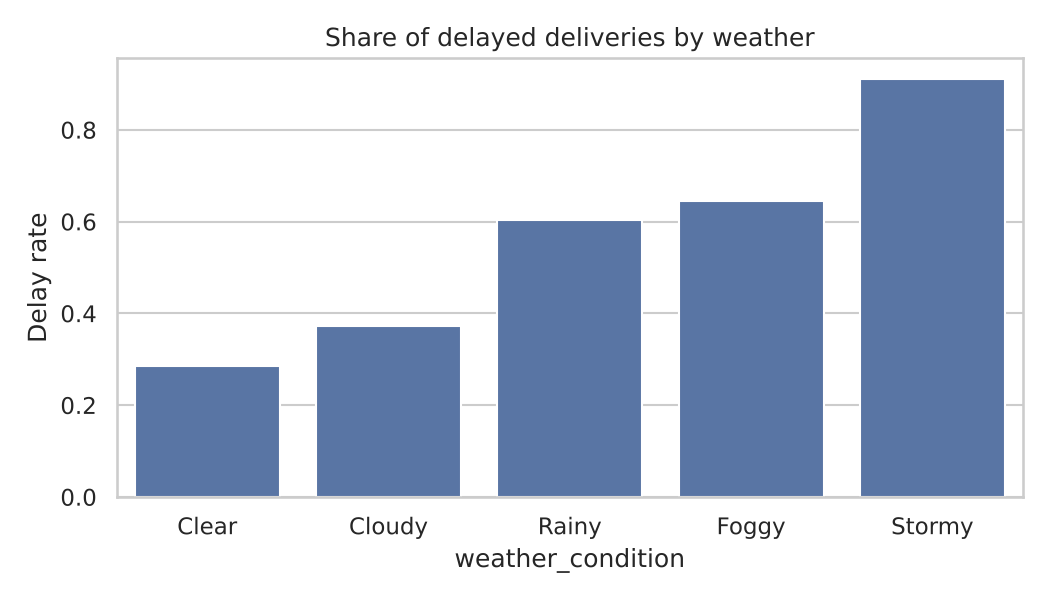 Share of delayed deliveries by weather
Delay rate
0.8
0.6
0.4
0.2
0.0
Clear Cloudy Rainy Foggy Stormy
weather_condition